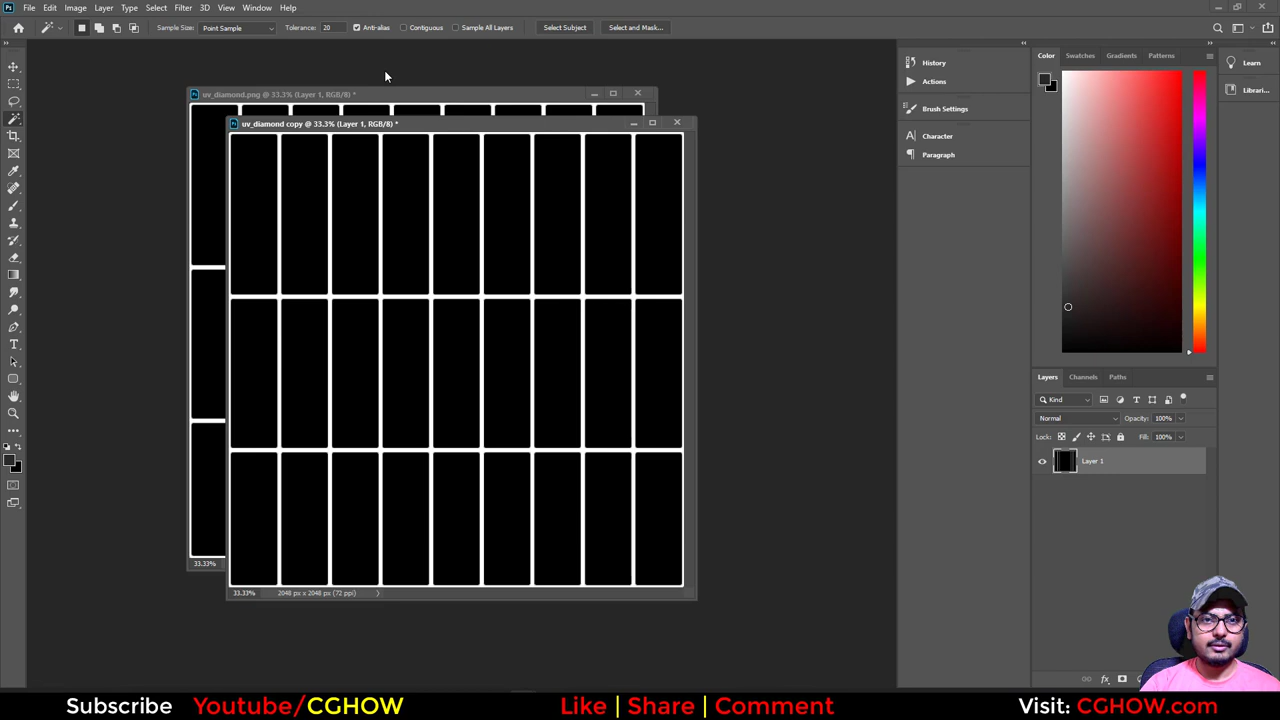 Ps File Edit Image Layer Type Select Filter 3D View Window Help
Sample Size: Point Sample Tolerance: 20 Anti-alias Contiguous Sample All Layers Select Subject Select and Mask...
History
Actions
Brush Settings
Character
Paragraph
Color Swatches Gradients Patterns
Learn
Librari...
uv_diamond.png @ 33.3% (Layer 1, RGB/8) *
uv_diamond copy @ 33.3% (Layer 1, RGB/8) *
33.33%
33.33% 2048 px x 2048 px (72 ppi)
Layers Channels Paths
Kind
Normal Opacity: 100%
Lock: Fill: 100%
Layer 1
fx
Subscribe Youtube/CGHOW Like | Share | Comment Visit: CGHOW.com